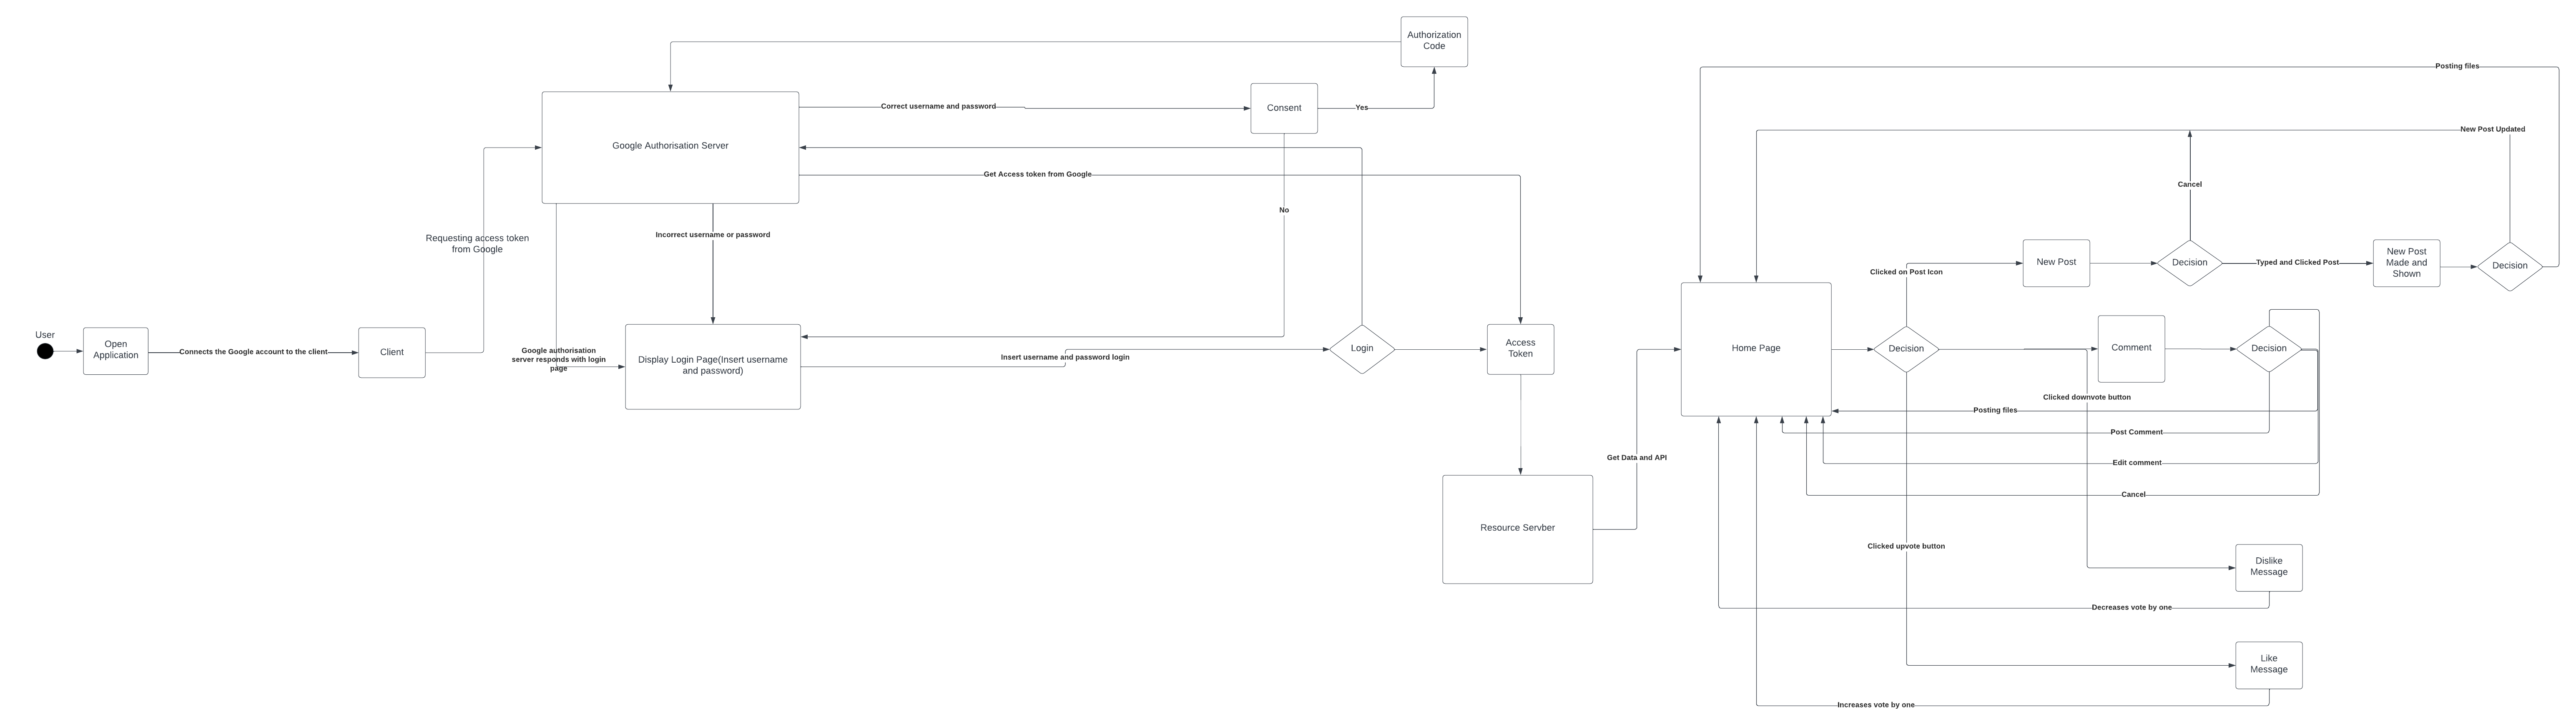 Authorization
Code
Posting files
Correct username and password
Consent
Yes
New Post Updated
Google Authorisation Server
Get Access token from Google
Cancel
No
Incorrect username or password
Requesting access token
from Google
Clicked on Post Icon
New Post
Decision
Typed and Clicked Post
New Post
Made and
Shown
Decision
User
Open
Application
Connects the Google account to the client
Client
Google authorisation
server responds with login
page
Display Login Page(Insert username
and password)
Insert username and password login
Login
Access
Token
Home Page
Decision
Comment
Decision
Clicked downvote button
Posting files
Post Comment
Get Data and API
Edit comment
Cancel
Resource Servber
Clicked upvote button
Dislike
Message
Decreases vote by one
Like
Message
Increases vote by one